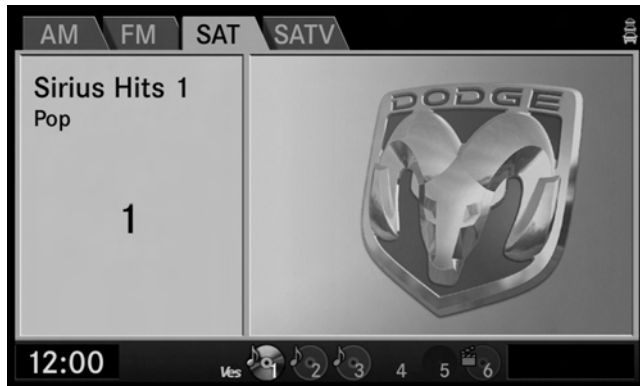 AM FM SAT SATV
Sirius Hits 1
Pop
1
DODGE
12:00 Ves 1 2 3 4 5 6